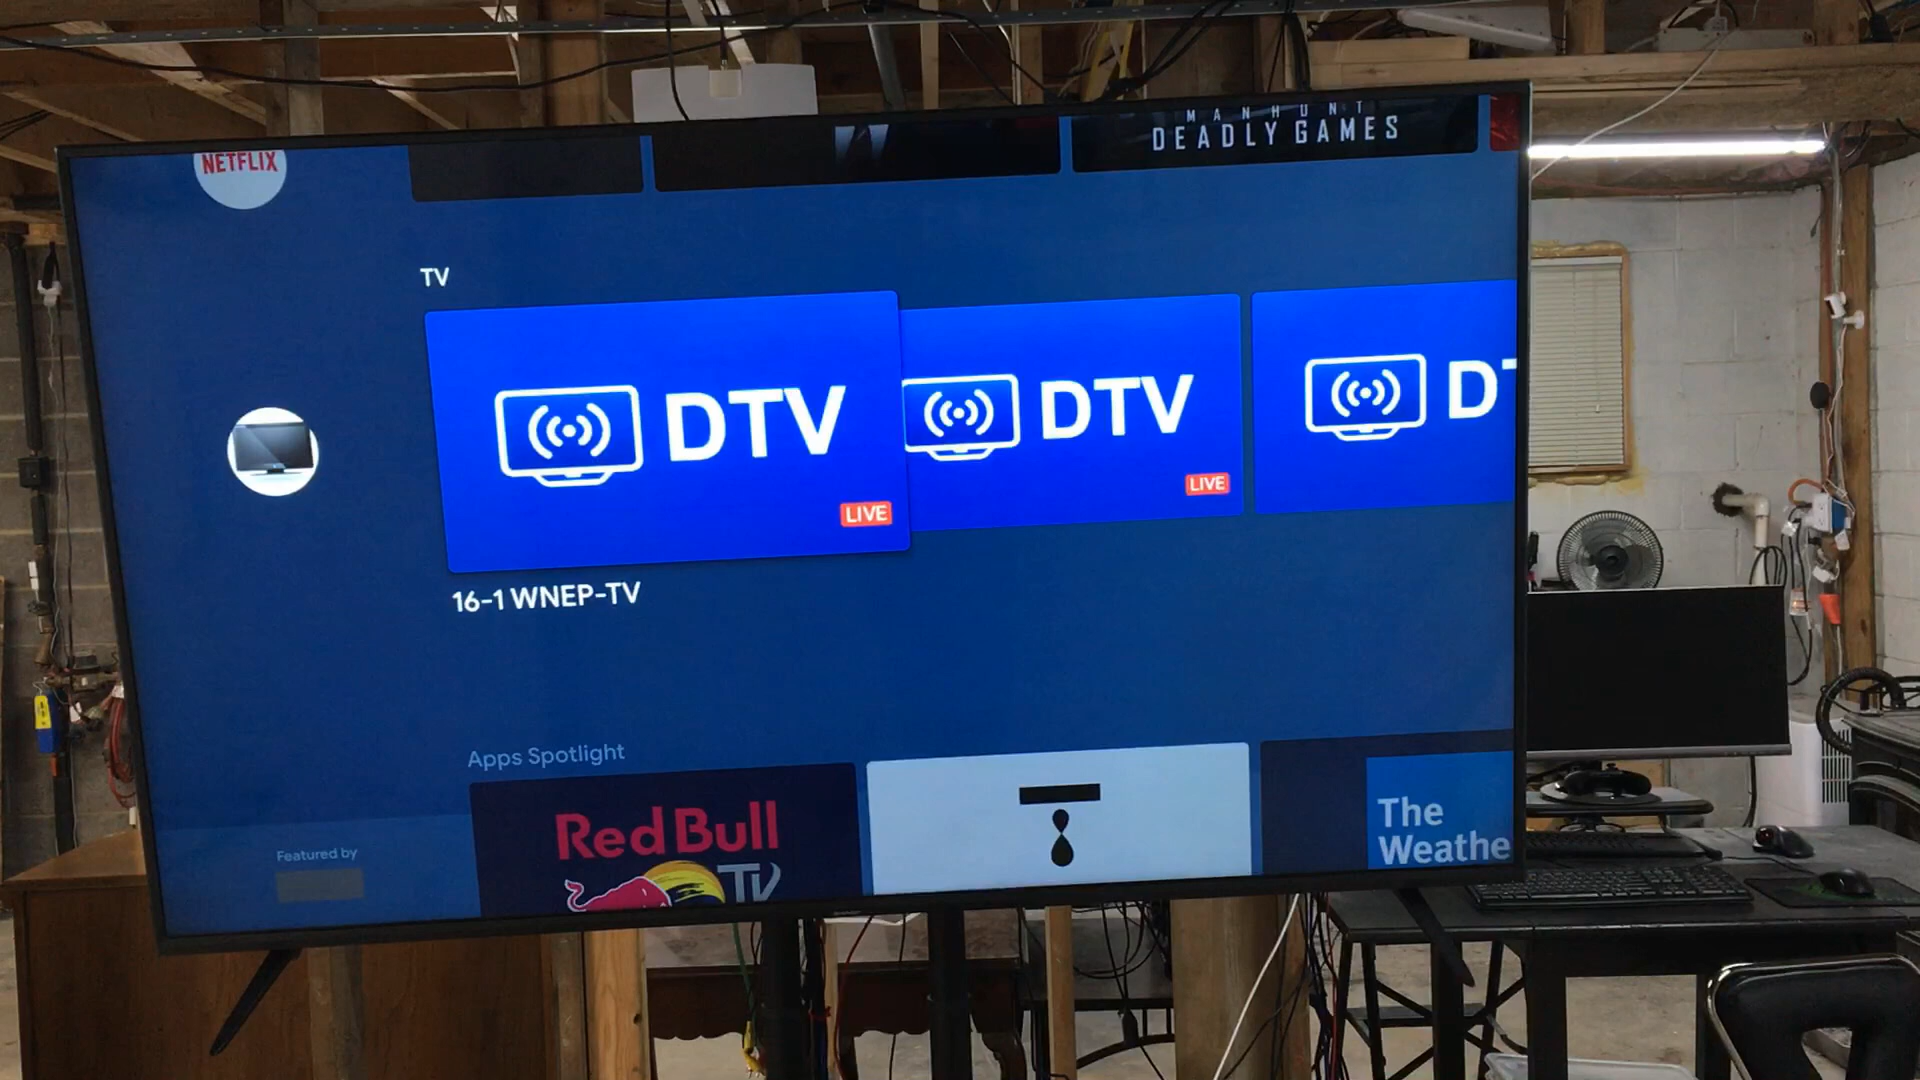 NETFLIX
MANHUNT
DEADLY GAMES
TV
DTV
LIVE
DTV
LIVE
DT
16-1 WNEP-TV
Apps Spotlight
Featured by
Red Bull
TV
The
Weathe